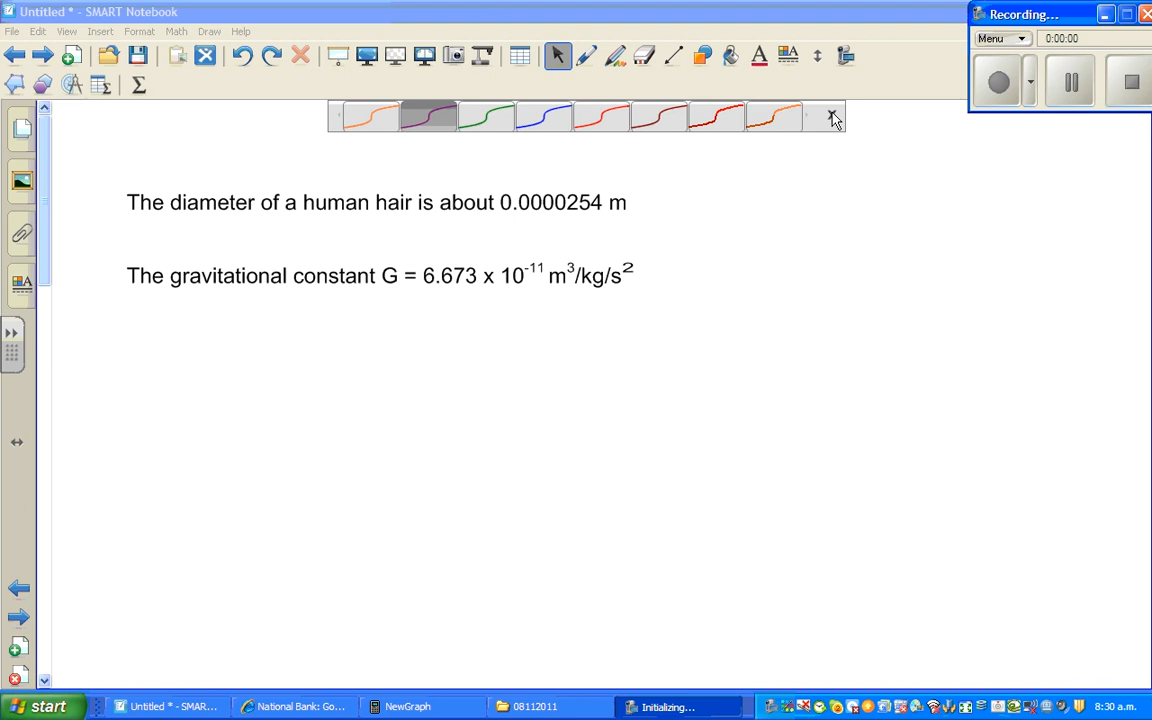 Untitled * - SMART Notebook
Recording...
File Edit View Insert Format Math Draw Help
Menu 0:00:00
The diameter of a human hair is about 0.0000254 m
The gravitational constant G = 6.673 x 10⁻¹¹ m³/kg/s²
start Untitled * - SMAR... National Bank: Go... NewGraph 08112011 Initializing... 8:30 a.m.